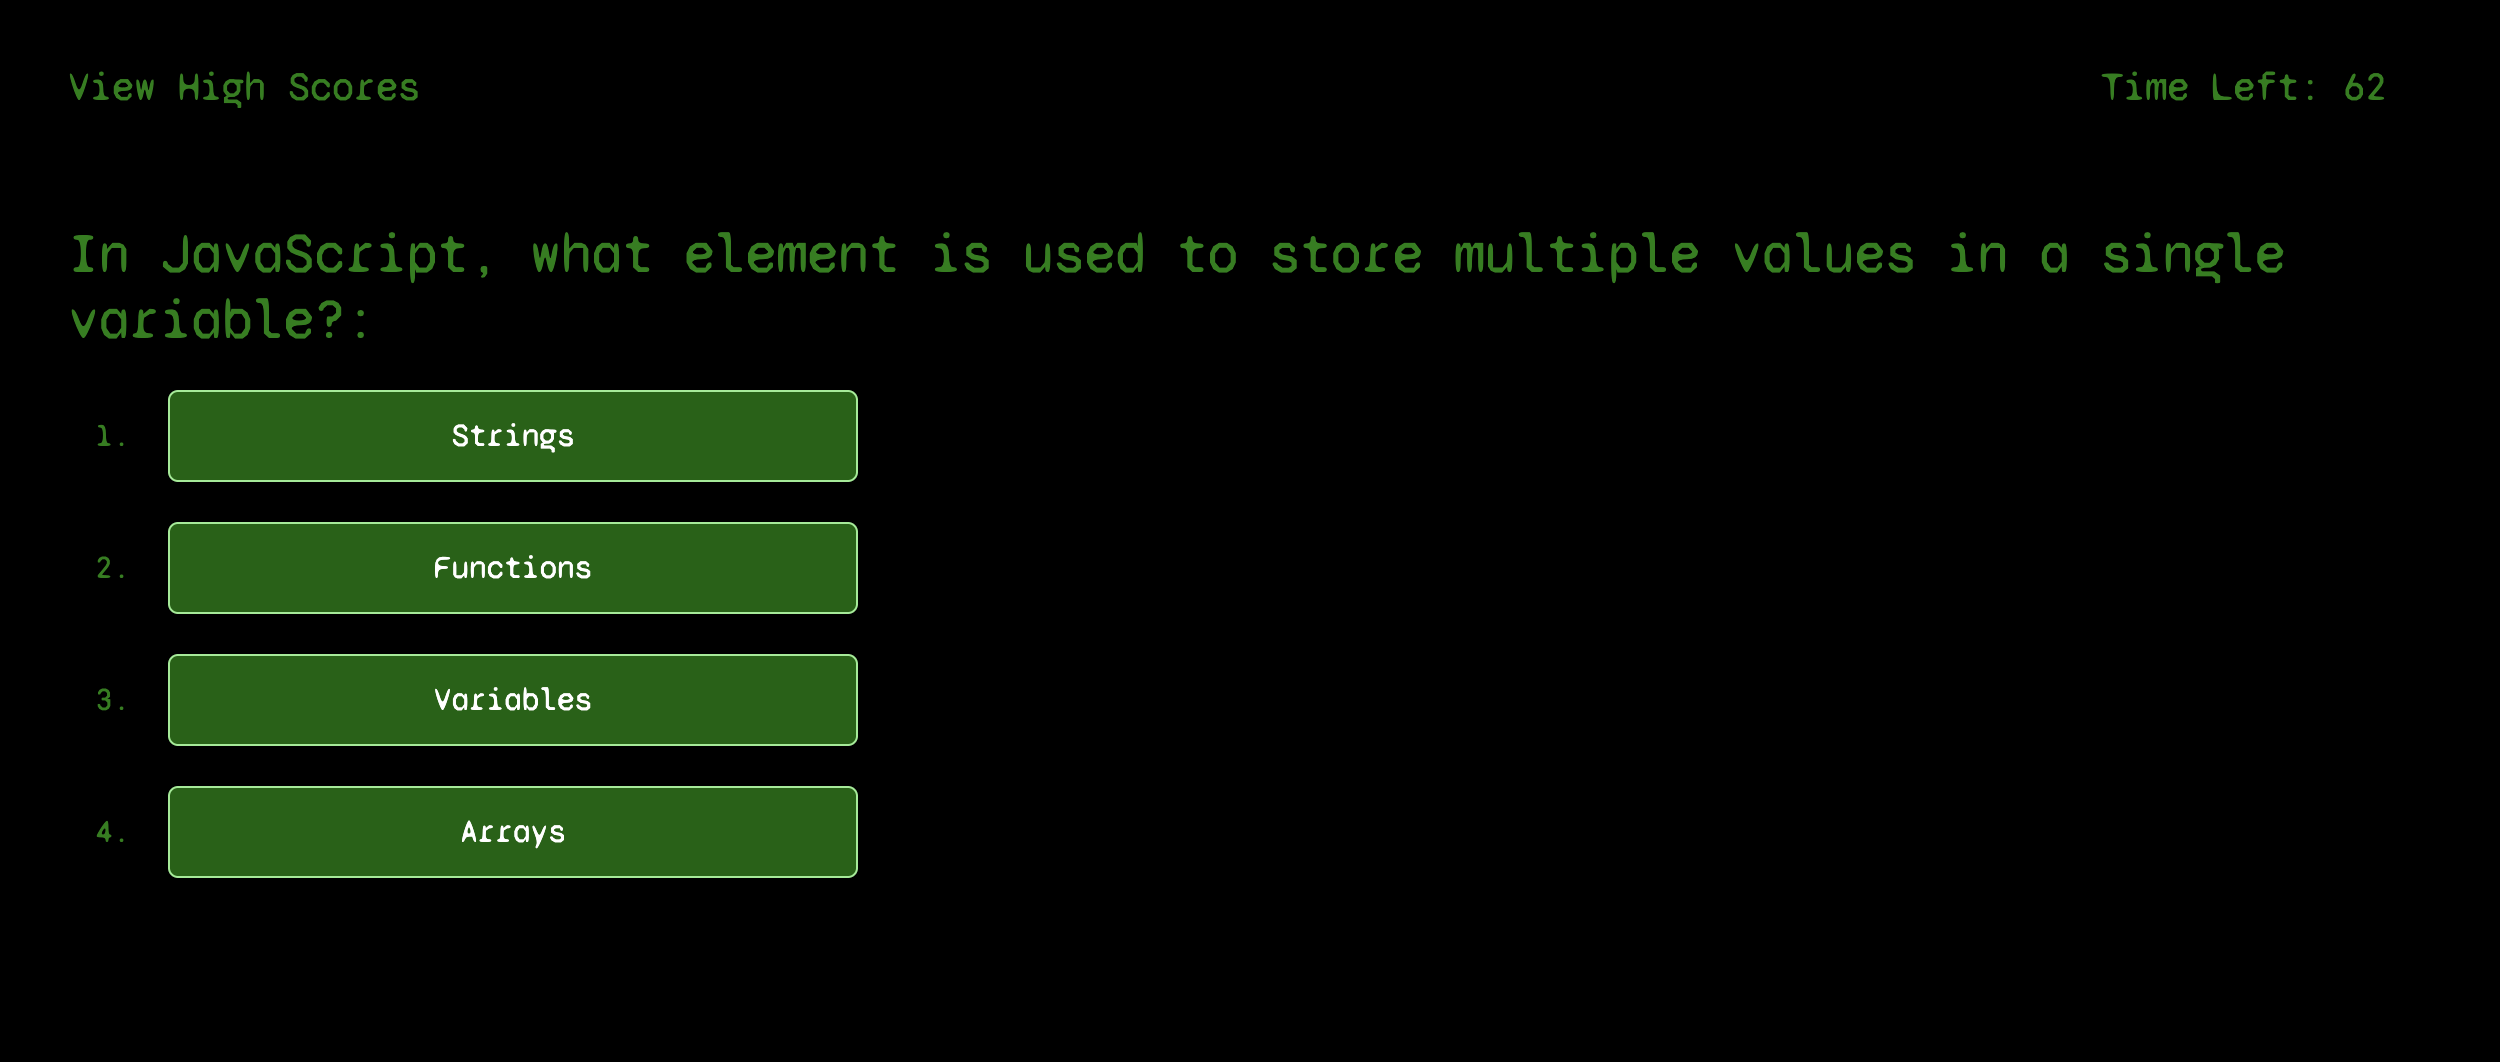 View High Scores
Time Left: 62
In JavaScript, what element is used to store multiple values in a single
variable?:
1. Strings
2. Functions
3. Variables
4. Arrays